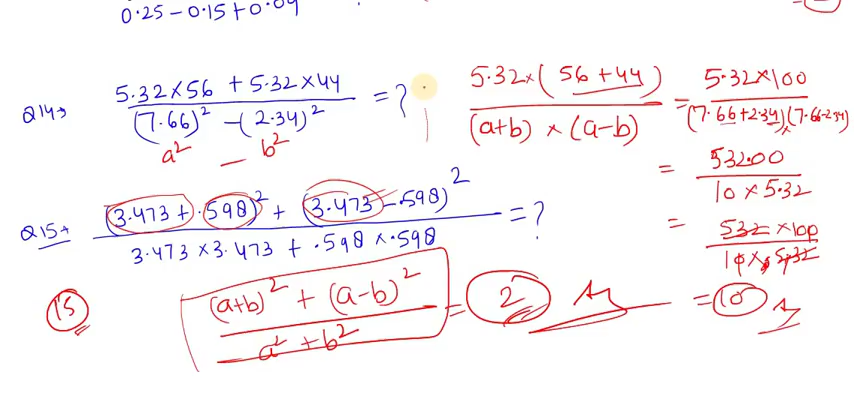 0.25 - 0.15 + 0.09
Q14→ (5.32×56 + 5.32×44) / ((7.66)² - (2.34)²) = ?
a² - b²
(5.32×(56+44)) / ((a+b) × (a-b)) = (5.32×100) / ((7.66+2.34)×(7.66-2.34))
= 532.00 / (10 × 5.32)
= (532 × 100) / (10 × 532)
= 10 Ans
Q15→ ((3.473 + .598)² + (3.473 - .598)²) / (3.473 × 3.473 + .598 × .598) = ?
15 ((a+b)² + (a-b)²) / (a² + b²) = 2 Ans